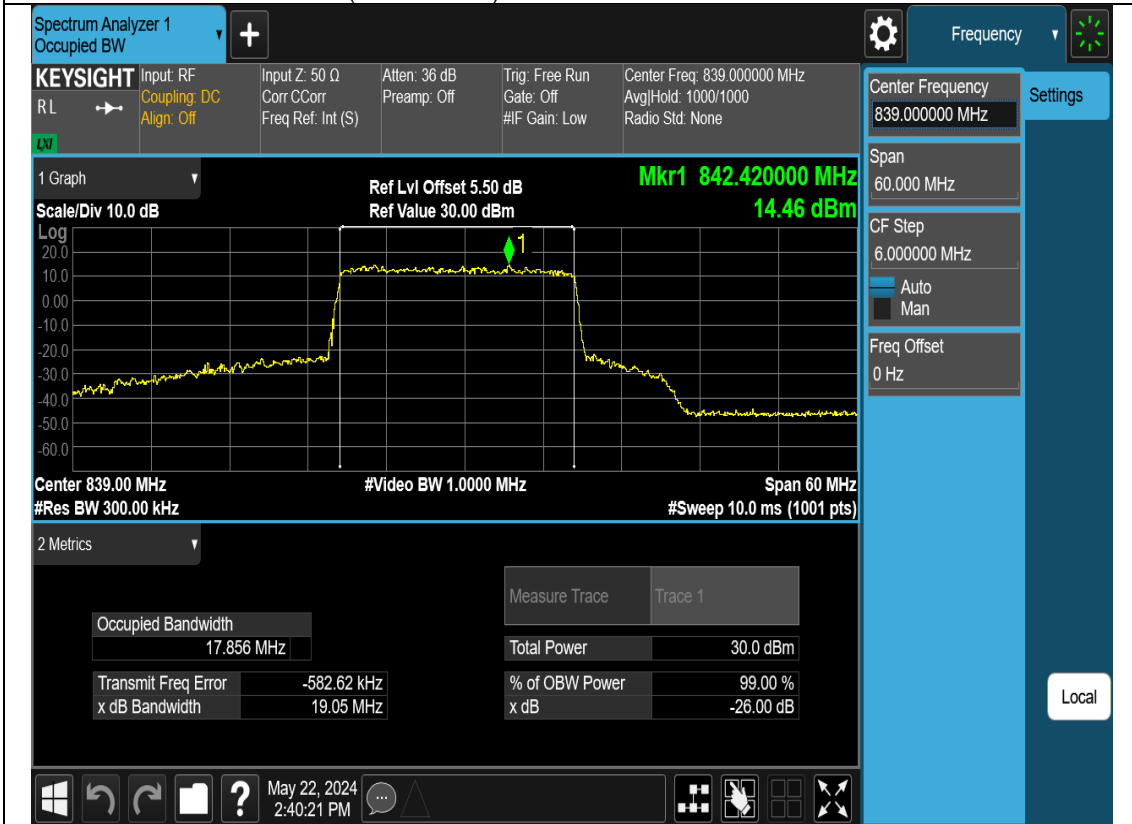 Spectrum Analyzer 1
Occupied BW
Frequency
KEYSIGHT
RL
LXI
Input: RF
Coupling: DC
Align: Off
Input Z: 50 Ω
Corr CCorr
Freq Ref: Int (S)
Atten: 36 dB
Preamp: Off
Trig: Free Run
Gate: Off
#IF Gain: Low
Center Freq: 839.000000 MHz
Avg|Hold: 1000/1000
Radio Std: None
Center Frequency
839.000000 MHz
Settings
Span
60.000 MHz
CF Step
6.000000 MHz
Auto
Man
Freq Offset
0 Hz
Local
1 Graph
Scale/Div 10.0 dB
Ref Lvl Offset 5.50 dB
Ref Value 30.00 dBm
Mkr1 842.420000 MHz
14.46 dBm
Log
1
20.0
10.0
0.00
-10.0
-20.0
-30.0
-40.0
-50.0
-60.0
Center 839.00 MHz
#Video BW 1.0000 MHz
Span 60 MHz
#Res BW 300.00 kHz
#Sweep 10.0 ms (1001 pts)
2 Metrics
Measure Trace Trace 1
Occupied Bandwidth
17.856 MHz
Total Power 30.0 dBm
Transmit Freq Error -582.62 kHz
% of OBW Power 99.00 %
x dB Bandwidth 19.05 MHz
x dB -26.00 dB
May 22, 2024
2:40:21 PM